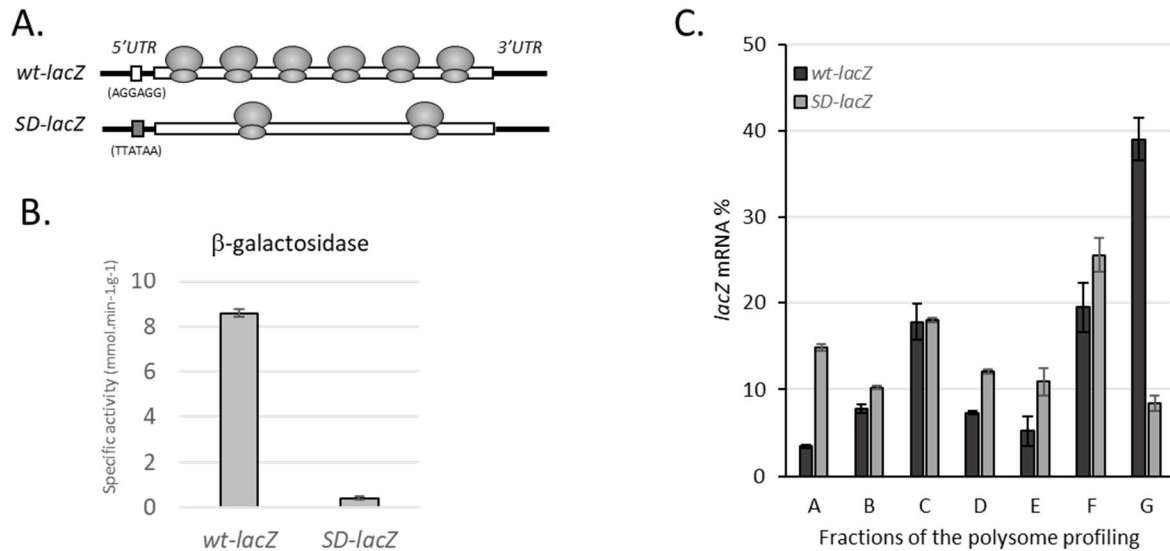 A.
5'UTR 3'UTR
wt-lacZ
(AGGAGG)
SD-lacZ
(TTATAA)
B.
β-galactosidase
Specific activity (mmol.min-1.g-1)
10
8
6
4
2
0
wt-lacZ SD-lacZ
C.
lacZ mRNA %
50
40
30
20
10
0
wt-lacZ
SD-lacZ
A B C D E F G
Fractions of the polysome profiling